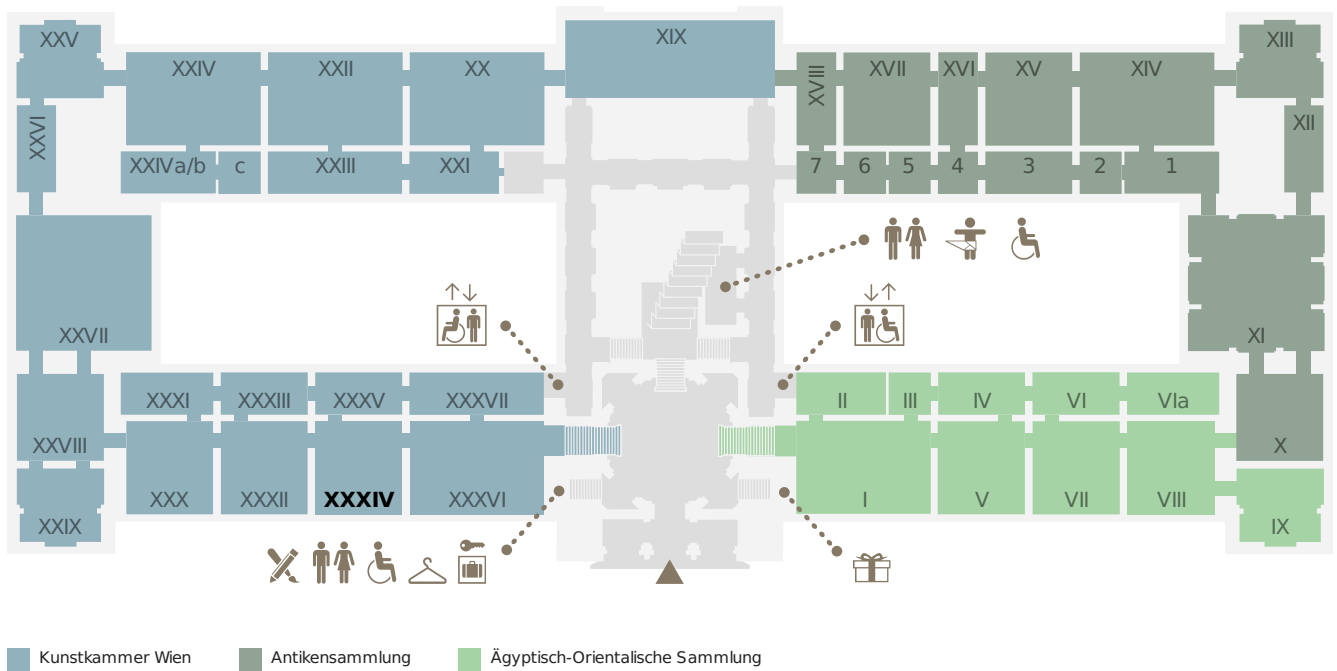 XXV
XXIV
XXII
XX
XIX
XVIII
XVII
XVI
XV
XIV
XIII
XXVI
XII
XXIVa/b
c
XXIII
XXI
7
6
5
4
3
2
1
XXVII
XI
XXXI
XXXIII
XXXV
XXXVII
II
III
IV
VI
VIa
XXVIII
X
XXX
XXXII
XXXIV
XXXVI
I
V
VII
VIII
XXIX
IX
Kunstkammer Wien
Antikensammlung
Ägyptisch-Orientalische Sammlung